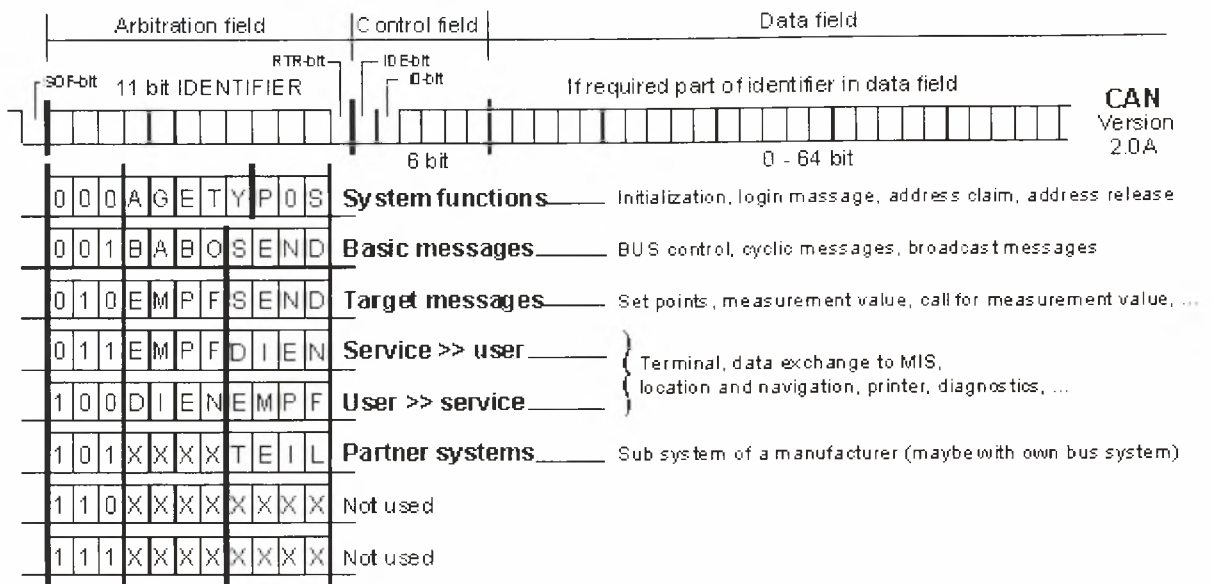 Arbitration field Control field Data field
RTR-bit IDE-bit
SOF-bit 11 bit IDENTIFIER If required part of identifier in data field
CAN
Version
2.0A
6 bit 0 - 64 bit
0 0 0 A G E T Y P 0 S System functions Initialization, login massage, address claim, address release
0 0 1 B A B O S E N D Basic messages BUS control, cyclic messages, broadcast messages
0 1 0 E M P F S E N D Target messages Set points, measurement value, call for measurement value, ...
0 1 1 E M P F D I E N Service >> user
Terminal, data exchange to MIS,
location and navigation, printer, diagnostics, ...
1 0 0 D I E N E M P F User >> service
1 0 1 X X X X T E I L Partner systems Sub system of a manufacturer (maybe with own bus system)
1 1 0 X X X X X X X X Not used
1 1 1 X X X X X X X X Not used